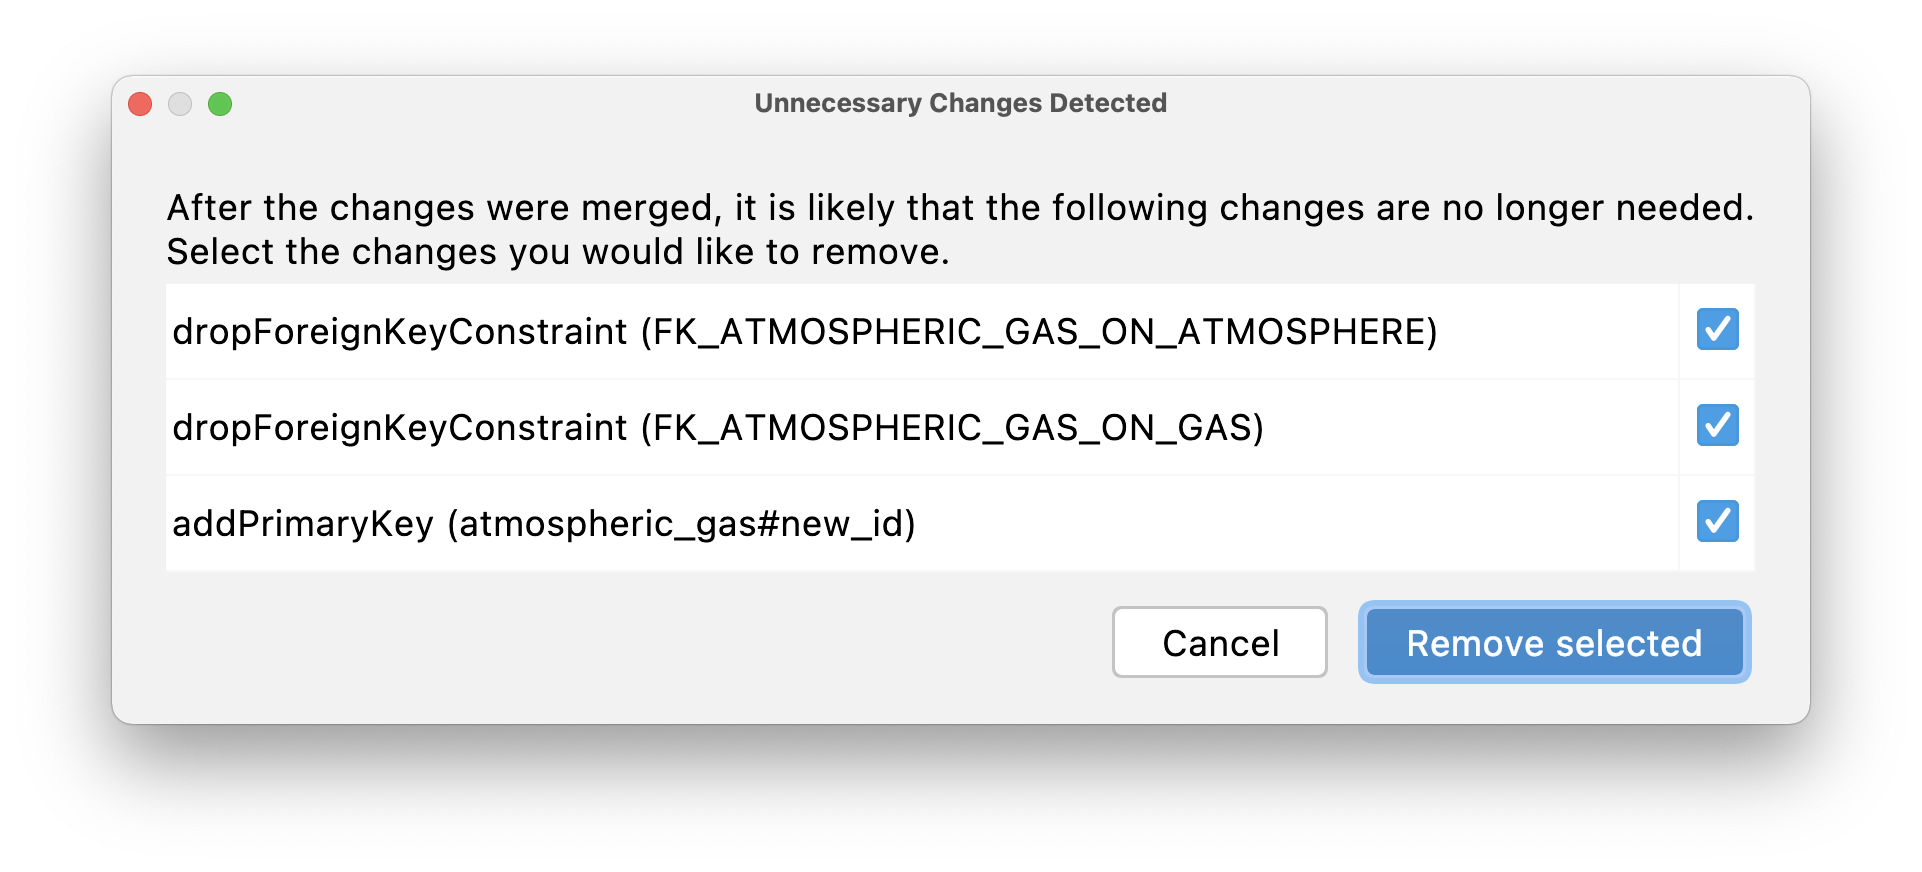 Unnecessary Changes Detected
After the changes were merged, it is likely that the following changes are no longer needed.
Select the changes you would like to remove.
dropForeignKeyConstraint (FK_ATMOSPHERIC_GAS_ON_ATMOSPHERE)
dropForeignKeyConstraint (FK_ATMOSPHERIC_GAS_ON_GAS)
addPrimaryKey (atmospheric_gas#new_id)
Cancel
Remove selected